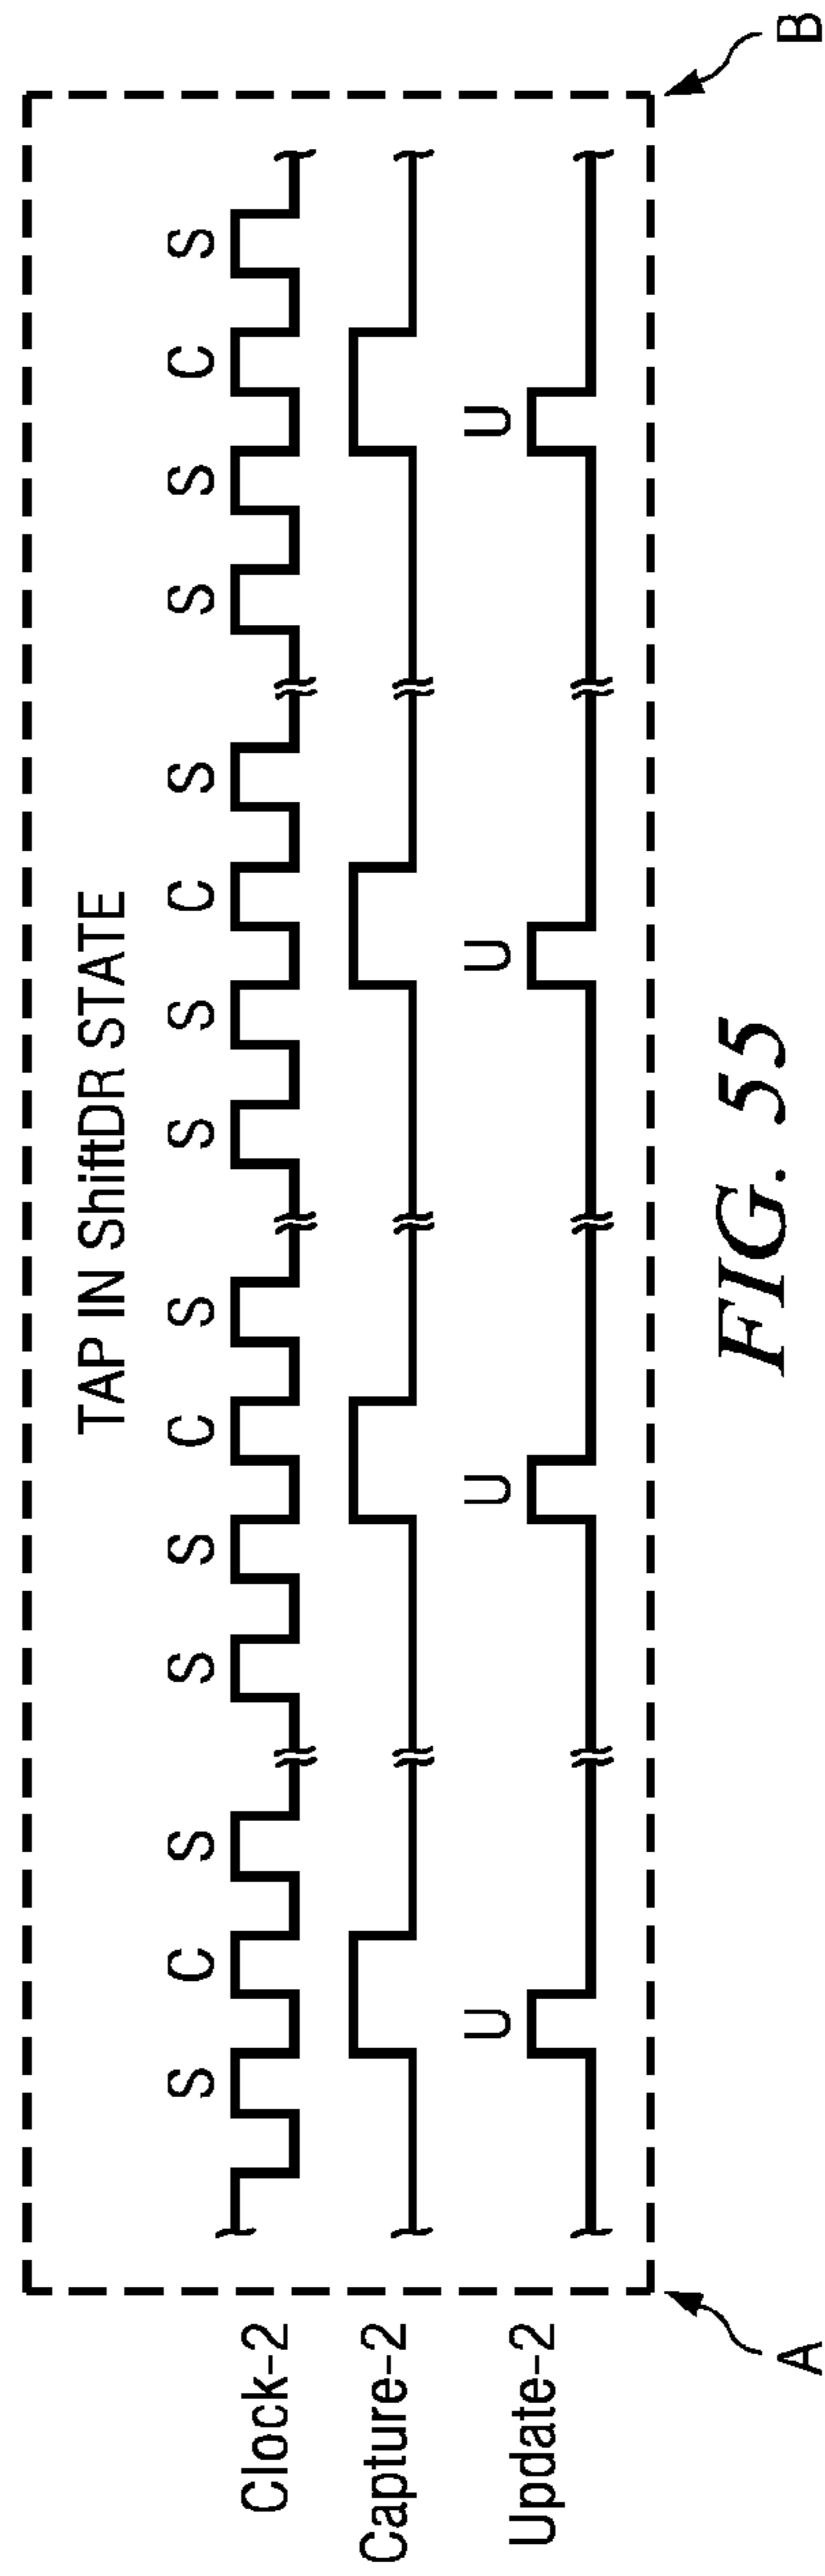 TAP IN ShiftDR STATE
S C S S S C S S S C S S S C S
Clock-2
Capture-2
U U U U
Update-2
A B
FIG. 55